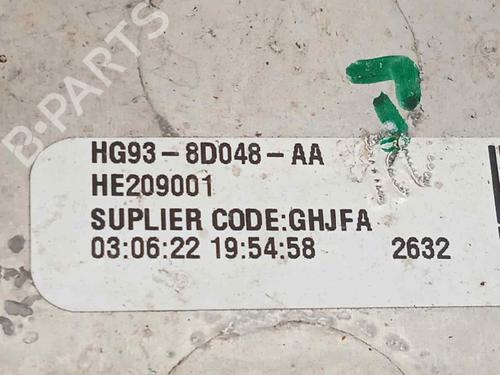 B-PARTS
HG93-8D048-AA
HE209001
SUPLIER CODE:GHJFA
03:06:22 19:54:58 2632